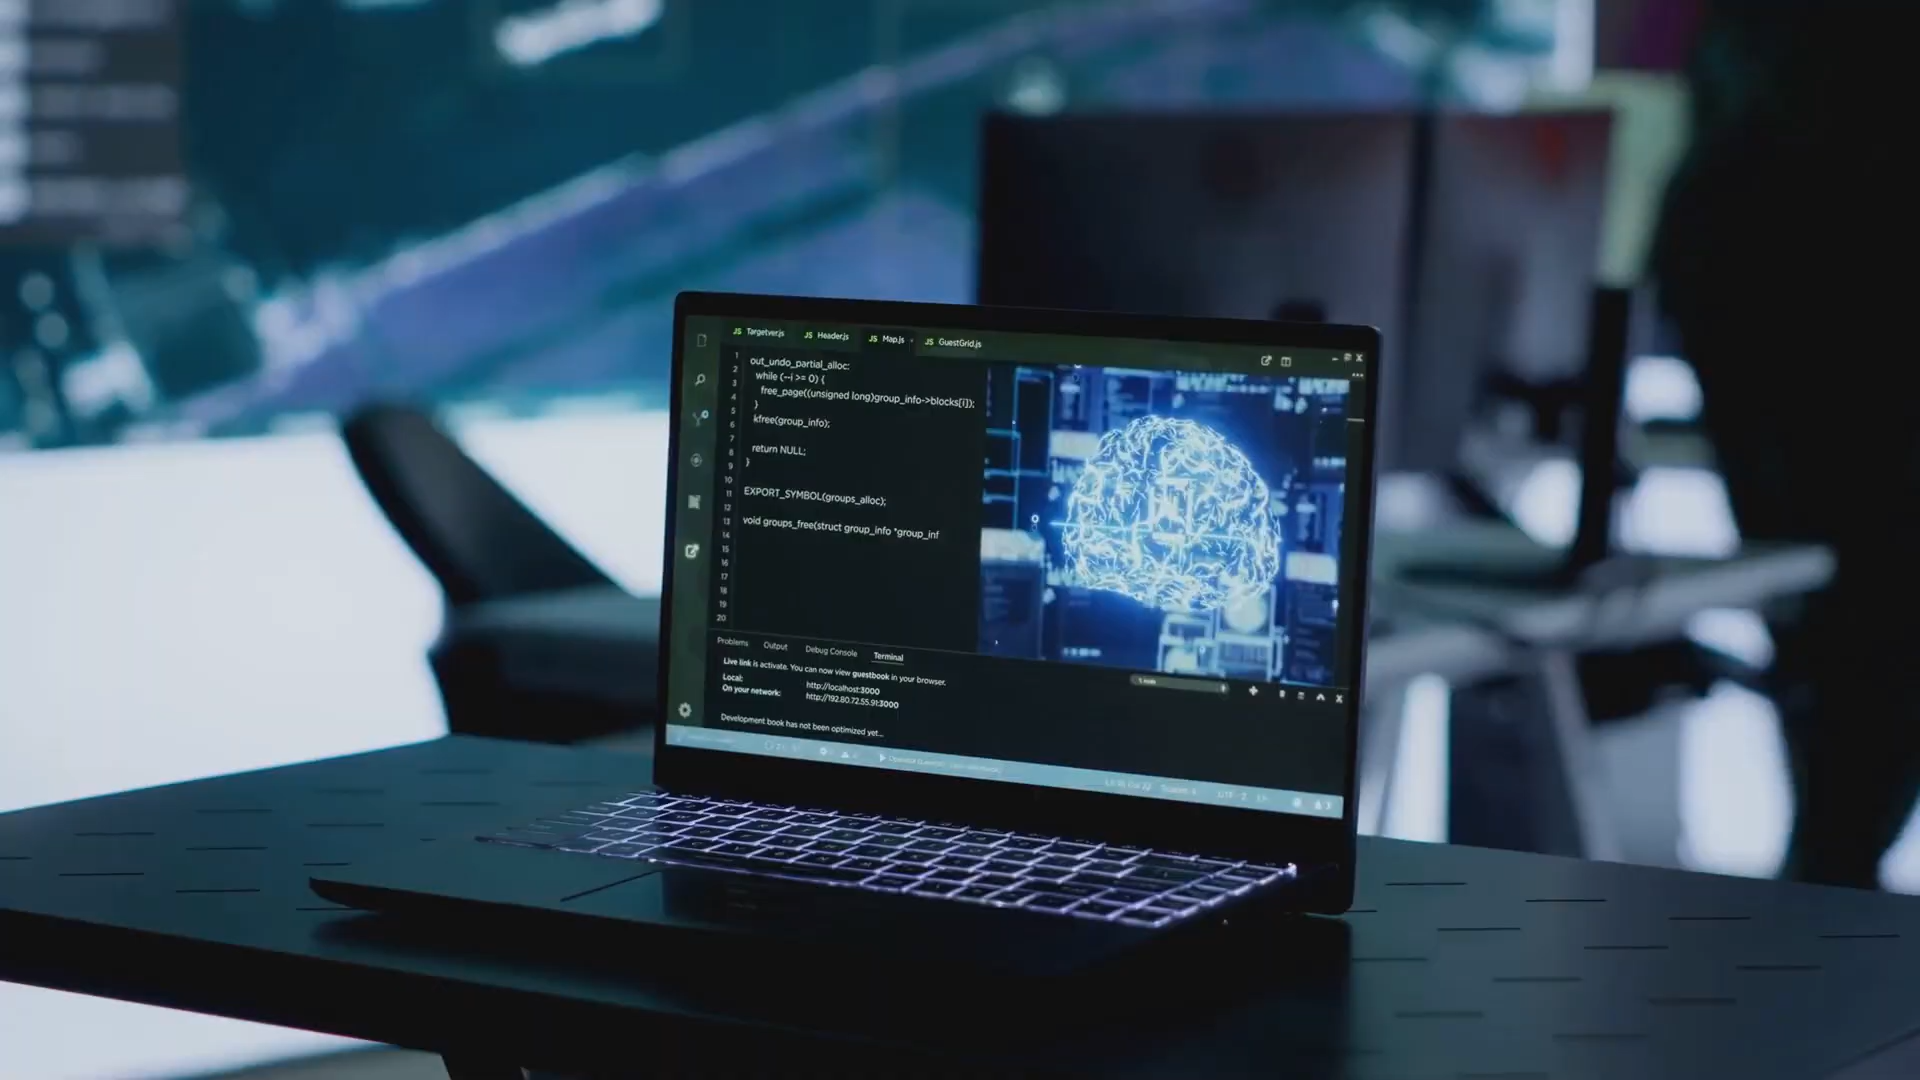 JS Targetver.js JS Header.js JS Map.js JS GuestGrid.js
1
2
3
4
5
6
7
8
9
10
11
12
13
14
15
16
17
18
19
20
out_undo_partial_alloc:
while (--i >= 0) {
free_page((unsigned long)group_info->blocks[i]);
}
kfree(group_info);
return NULL;
}
EXPORT_SYMBOL(groups_alloc);
void groups_free(struct group_info *group_inf
Problems Output Debug Console Terminal
Live link is activate. You can now view guestbook in your browser.
Local: http://localhost:3000
On your network: http://192.80.72.55.91:3000
Development book has not been optimized yet...